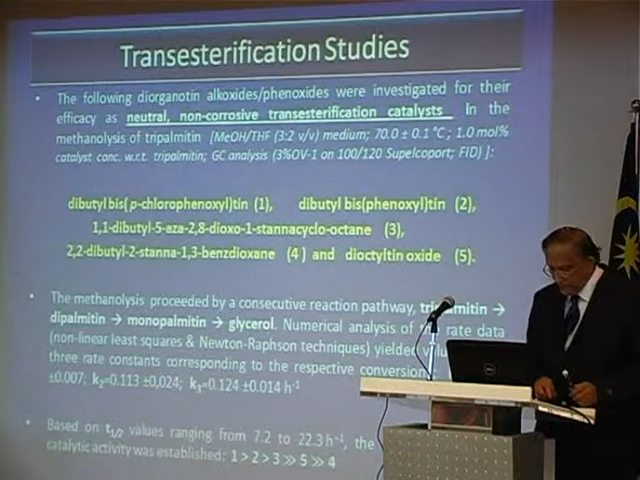 Transesterification Studies
• The following diorganotin alkoxides/phenoxides were investigated for their
efficacy as neutral, non-corrosive transesterification catalysts In the
methanolysis of tripalmitin [MeOH/THF (3:2 v/v) medium; 70.0 ± 0.1 °C; 1.0 mol%
catalyst conc. w.r.t. tripalmitin; GC analysis (3%OV-1 on 100/120 Supelcoport; FID) ]:
dibutyl bis( p-chlorophenoxyl)tin (1), dibutyl bis(phenoxyl)tin (2),
1,1-dibutyl-5-aza-2,8-dioxo-1-stannacyclo-octane (3),
2,2-dibutyl-2-stanna-1,3-benzdioxane (4 ) and dioctyltin oxide (5).
• The methanolysis proceeded by a consecutive reaction pathway, →
dipalmitin → monopalmitin → glycerol. Numerical analysis of rate data
(non-linear least squares & Newton-Raphson techniques) yielded
three rate constants corresponding to the respective conversion
±0.007; k2=0.113 ±0,024; =0.124 ±0.014 h-1
• Based on t1/2 values ranging from 7.2 to 22.3 h-1, the
catalytic activity was established: 1 > 2 > 3 ≫ 5 ≫ 4